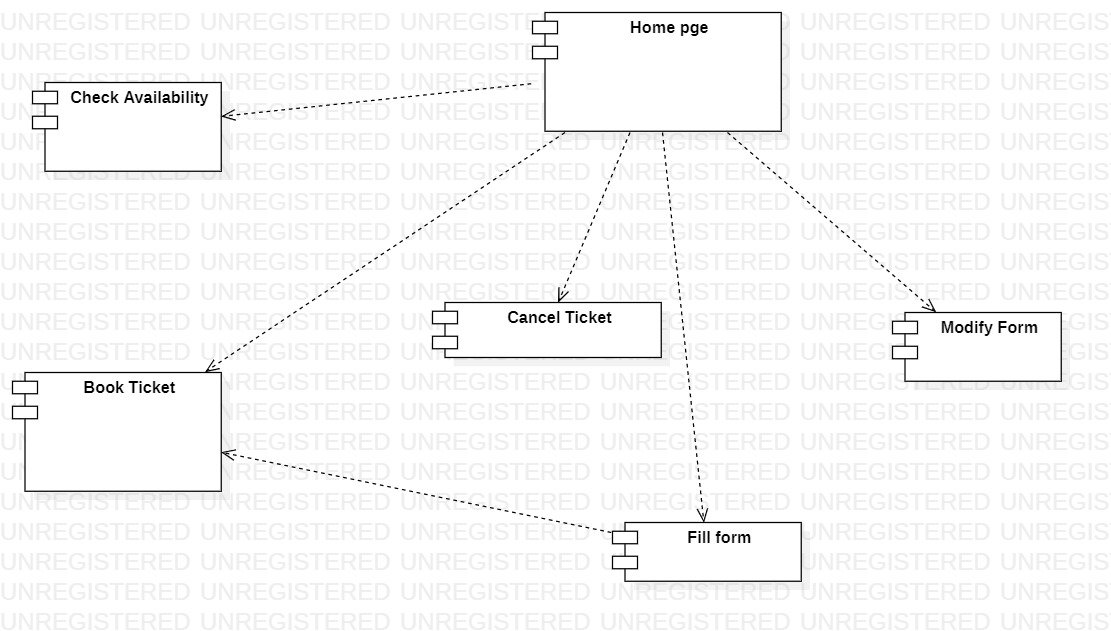 Home pge
Check Availability
Cancel Ticket
Modify Form
Book Ticket
Fill form
UNREGISTERED UNREGISTERED UNREGISTERED UNREGISTERED UNREGISTERED UNREGIS